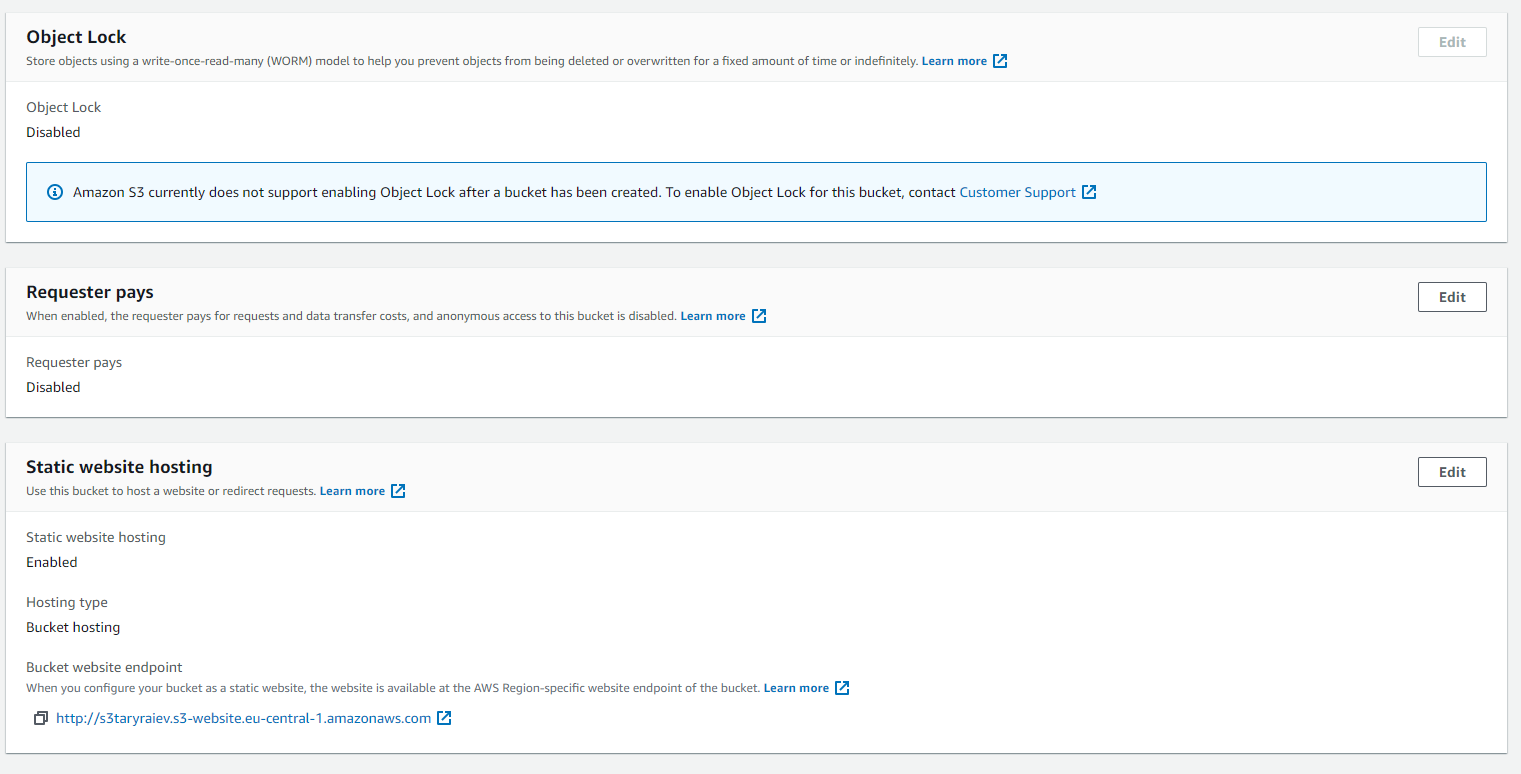 Object Lock
Edit
Store objects using a write-once-read-many (WORM) model to help you prevent objects from being deleted or overwritten for a fixed amount of time or indefinitely. Learn more
Object Lock
Disabled
Amazon S3 currently does not support enabling Object Lock after a bucket has been created. To enable Object Lock for this bucket, contact Customer Support
Requester pays
Edit
When enabled, the requester pays for requests and data transfer costs, and anonymous access to this bucket is disabled. Learn more
Requester pays
Disabled
Static website hosting
Edit
Use this bucket to host a website or redirect requests. Learn more
Static website hosting
Enabled
Hosting type
Bucket hosting
Bucket website endpoint
When you configure your bucket as a static website, the website is available at the AWS Region-specific website endpoint of the bucket. Learn more
http://s3taryraiev.s3-website.eu-central-1.amazonaws.com